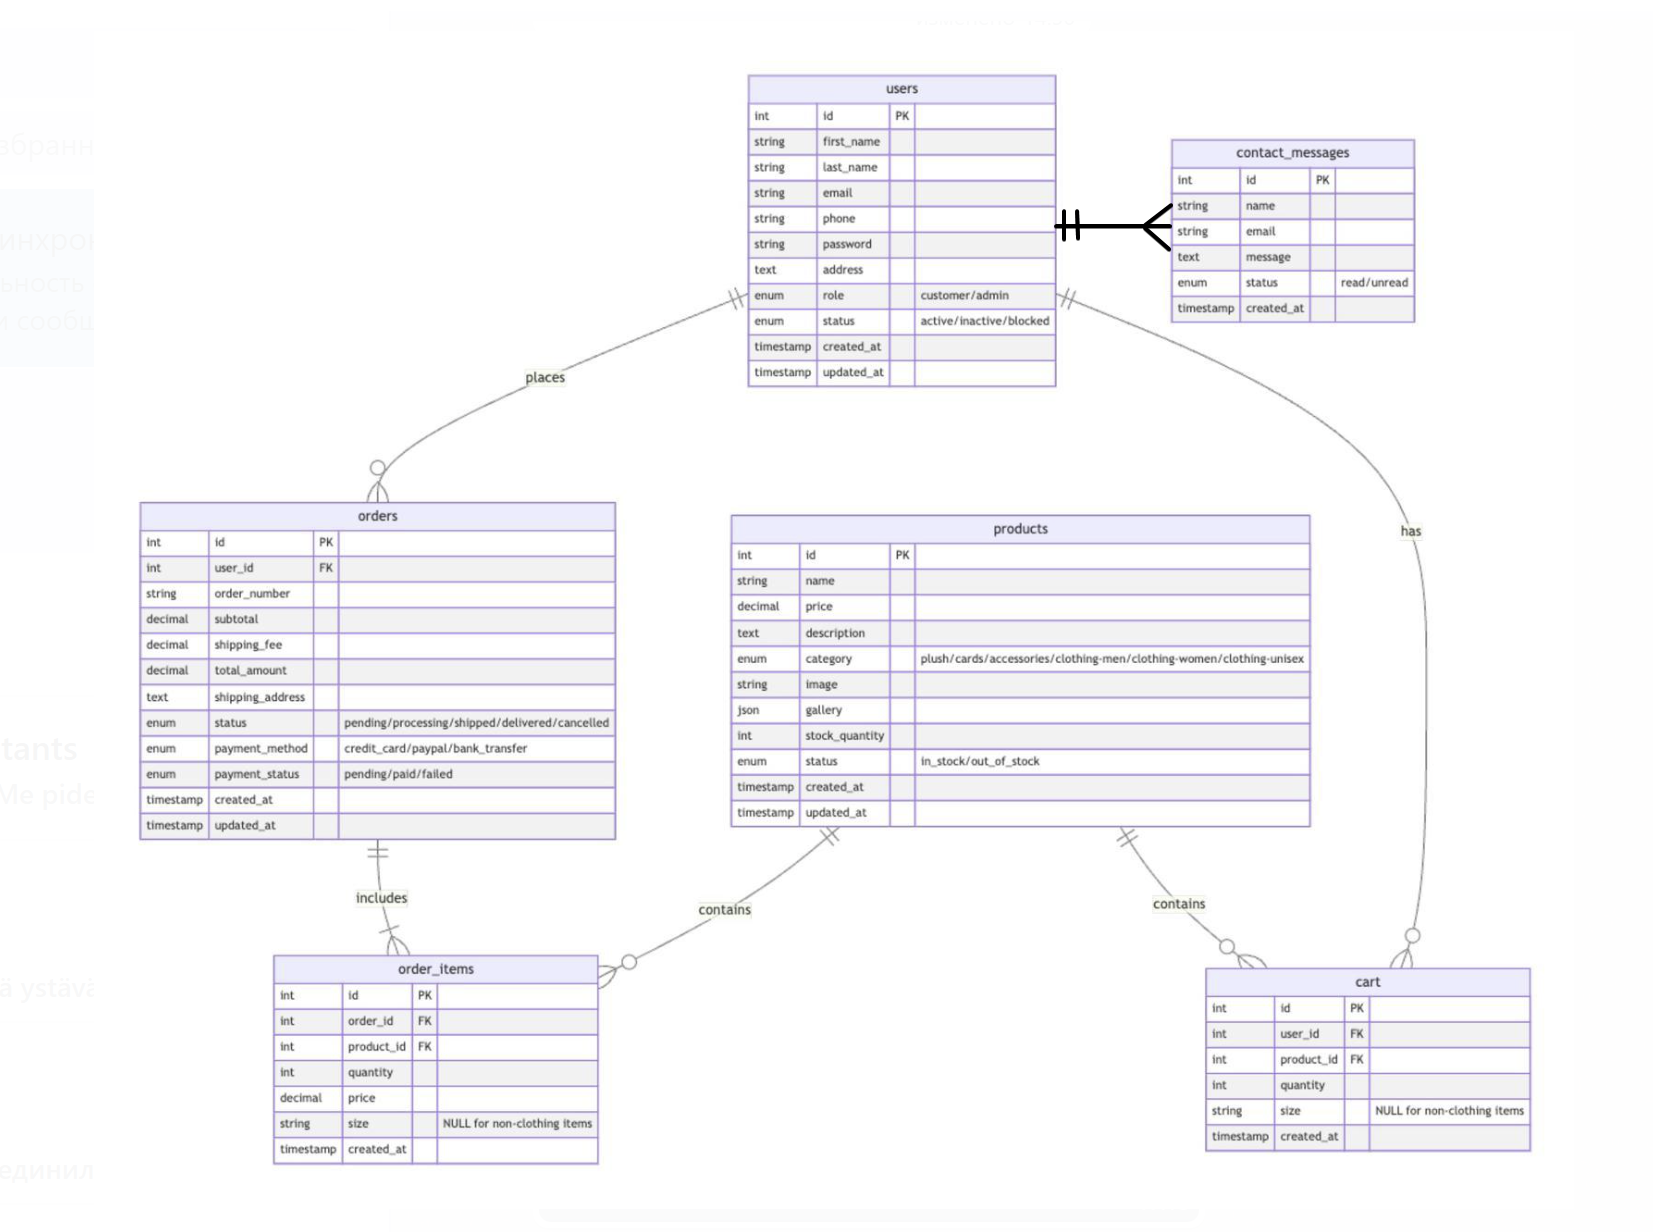 users
int id PK
string first_name
string last_name
string email
string phone
string password
text address
enum role customer/admin
enum status active/inactive/blocked
timestamp created_at
timestamp updated_at
contact_messages
int id PK
string name
string email
text message
enum status read/unread
timestamp created_at
places
has
orders
int id PK
int user_id FK
string order_number
decimal subtotal
decimal shipping_fee
decimal total_amount
text shipping_address
enum status pending/processing/shipped/delivered/cancelled
enum payment_method credit_card/paypal/bank_transfer
enum payment_status pending/paid/failed
timestamp created_at
timestamp updated_at
products
int id PK
string name
decimal price
text description
enum category plush/cards/accessories/clothing-men/clothing-women/clothing-unisex
string image
json gallery
int stock_quantity
enum status in_stock/out_of_stock
timestamp created_at
timestamp updated_at
includes
contains
contains
order_items
int id PK
int order_id FK
int product_id FK
int quantity
decimal price
string size NULL for non-clothing items
timestamp created_at
cart
int id PK
int user_id FK
int product_id FK
int quantity
string size NULL for non-clothing items
timestamp created_at
tants
Me pide